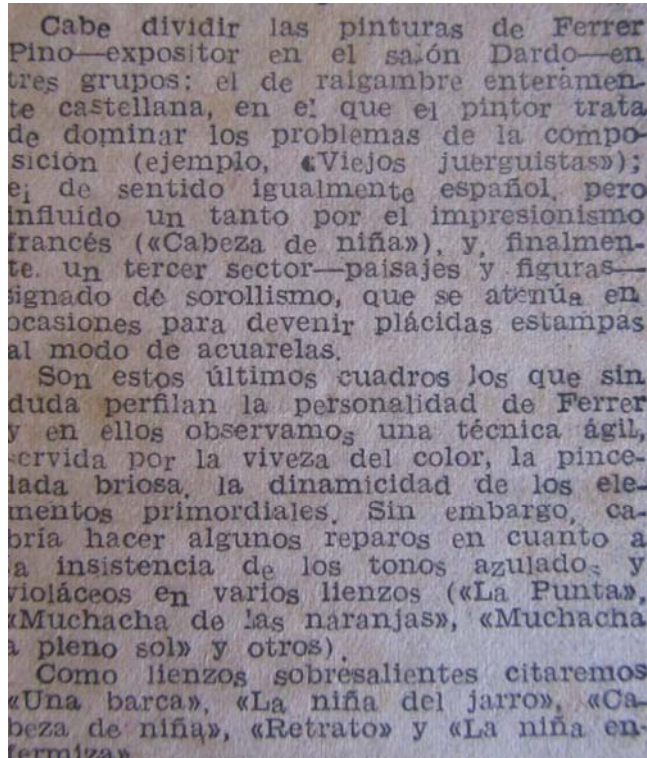 Cabe dividir las pinturas de Ferrer
Pino—expositor en el salón Dardo—en
tres grupos: el de raigambre enteramen-
te castellana, en el que el pintor trata
de dominar los problemas de la compo-
sición (ejemplo, «Viejos juerguistas»);
el de sentido igualmente español, pero
influído un tanto por el impresionismo
francés («Cabeza de niña»), y, finalmen-
te. un tercer sector—paisajes y figuras—
signado de sorollismo, que se atenúa en
ocasiones para devenir plácidas estampas
al modo de acuarelas.
Son estos últimos cuadros los que sin
duda perfilan la personalidad de Ferrer
y en ellos observamos una técnica ágil,
servida por la viveza del color, la pince-
lada briosa, la dinamicidad de los ele-
mentos primordiales. Sin embargo, ca-
bría hacer algunos reparos en cuanto a
la insistencia de los tonos azulados y
violáceos en varios lienzos («La Punta»,
«Muchacha de las naranjas», «Muchacha
a pleno sol» y otros).
Como lienzos sobresalientes citaremos
«Una barca», «La niña del jarro», «Ca-
beza de niña», «Retrato» y «La niña en-
fermiza»